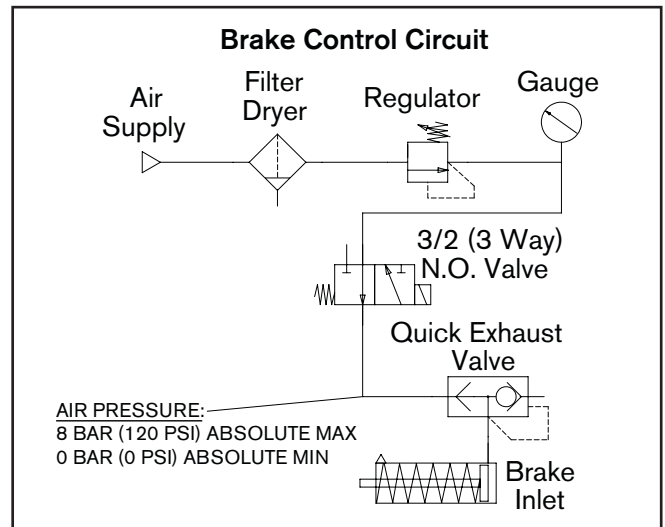 Brake Control Circuit
Air
Supply
Filter
Dryer
Regulator
Gauge
3/2 (3 Way)
N.O. Valve
Quick Exhaust
Valve
AIR PRESSURE:
8 BAR (120 PSI) ABSOLUTE MAX
0 BAR (0 PSI) ABSOLUTE MIN
Brake
Inlet